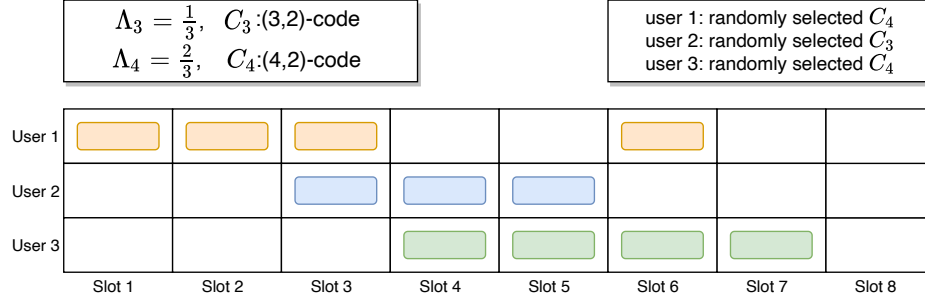 Λ₃ = 1/3, C₃:(3,2)-code
Λ₄ = 2/3, C₄:(4,2)-code
user 1: randomly selected C₄
user 2: randomly selected C₃
user 3: randomly selected C₄
User 1
User 2
User 3
Slot 1 Slot 2 Slot 3 Slot 4 Slot 5 Slot 6 Slot 7 Slot 8